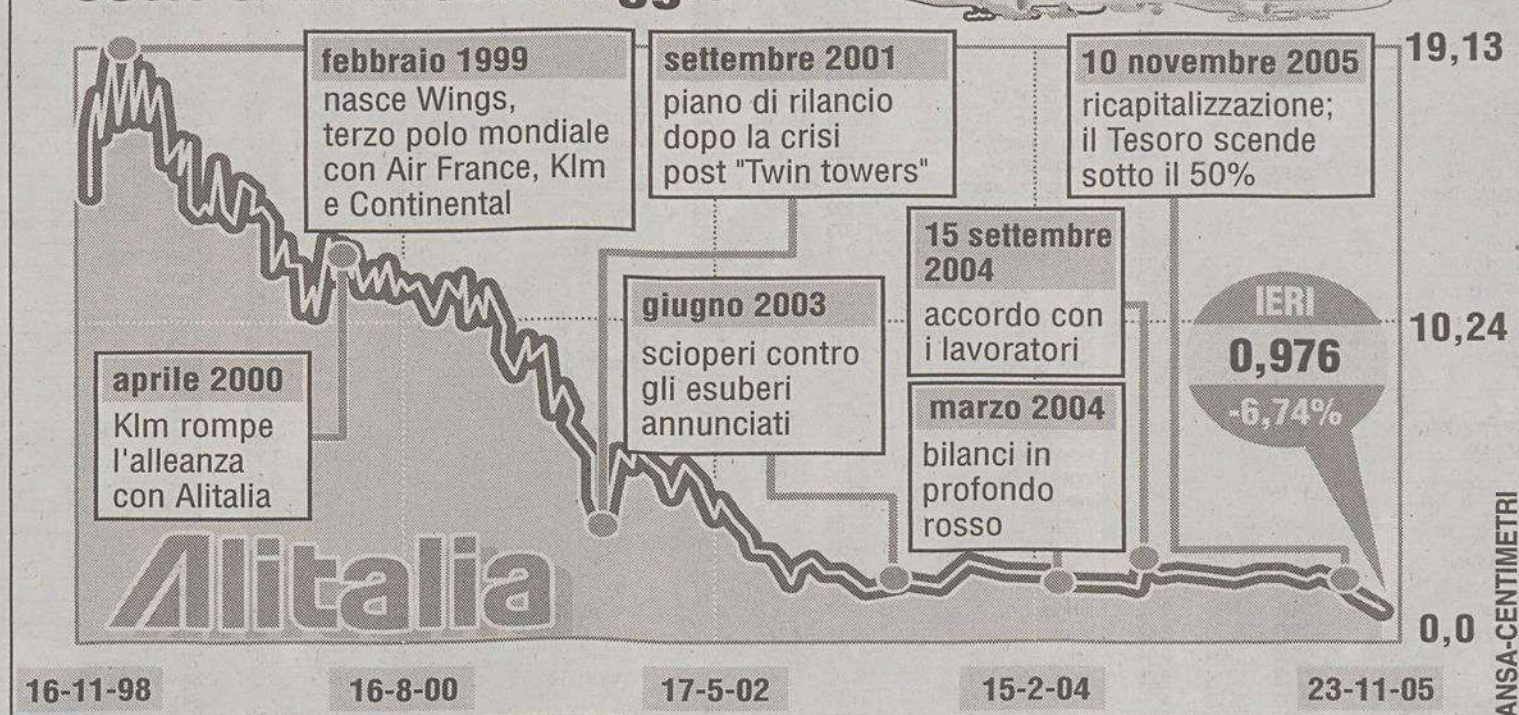 febbraio 1999
nasce Wings,
terzo polo mondiale
con Air France, Klm
e Continental
settembre 2001
piano di rilancio
dopo la crisi
post "Twin towers"
10 novembre 2005
ricapitalizzazione;
il Tesoro scende
sotto il 50%
19,13
15 settembre
2004
accordo con
i lavoratori
giugno 2003
scioperi contro
gli esuberi
annunciati
IERI
0,976
-6,74%
10,24
aprile 2000
Klm rompe
l'alleanza
con Alitalia
marzo 2004
bilanci in
profondo
rosso
Alitalia
0,0
16-11-98
16-8-00
17-5-02
15-2-04
23-11-05
ANSA-CENTIMETRI